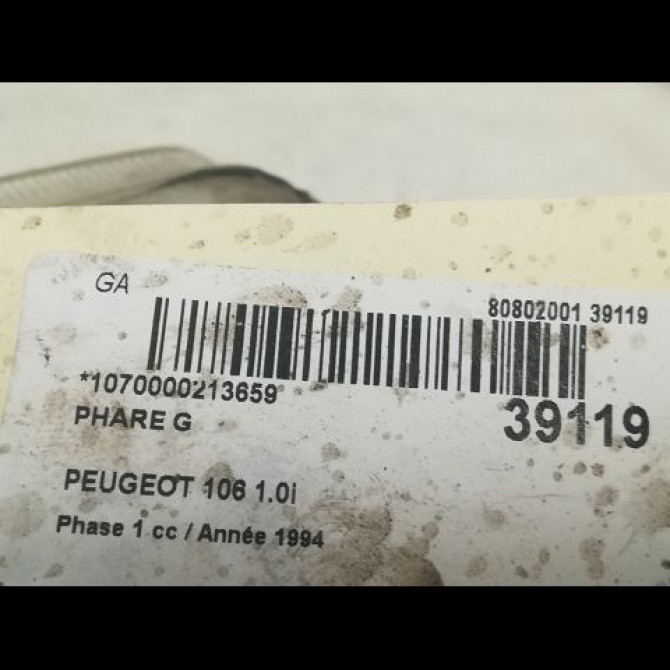 GA
80802001 39119
*1070000213659
39119
PHARE G
PEUGEOT 106 1.0i
Phase 1 cc / Année 1994